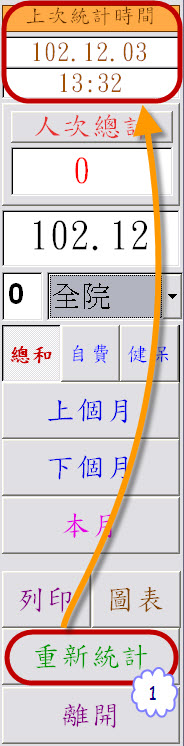 上次統計時間
102.12.03
13:32
人次總計
0
102.12
0 全院
總和 自費 健保
上個月
下個月
本月
列印 圖表
重新統計
1
離開